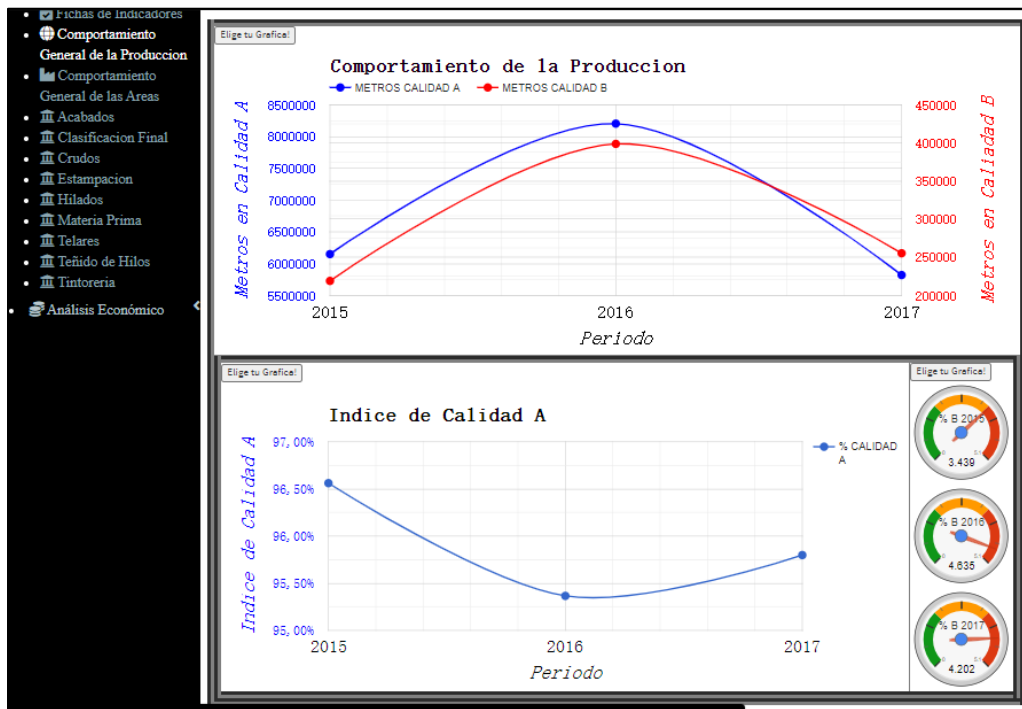 Fichas de Indicadores
Comportamiento
General de la Produccion
Comportamiento
General de las Areas
Acabados
Clasificacion Final
Crudos
Estampacion
Hilados
Materia Prima
Telares
Teñido de Hilos
Tintoreria
Análisis Económico
Elige tu Grafica!
Comportamiento de la Produccion
METROS CALIDAD A METROS CALIDAD B
Metros en Calidad A
8500000
8000000
7500000
7000000
6500000
6000000
5500000
450000
400000
350000
300000
250000
200000
Metros en Caliadad B
2015 2016 2017
Periodo
Elige tu Grafica!
Indice de Calidad A
Indice de Calidad A
97,00%
96,50%
96,00%
95,50%
95,00%
% CALIDAD
A
2015 2016 2017
Periodo
Elige tu Grafica!
% B 2015
3.439
% B 2016
4.635
% B 2017
4.202